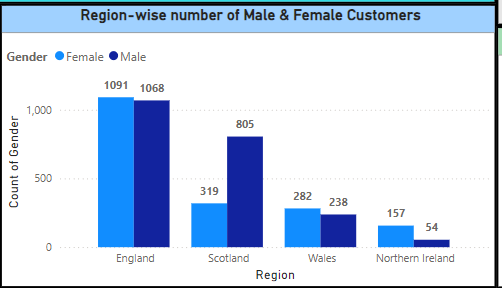 Region-wise number of Male & Female Customers
Gender Female Male
1091 1068
805
319
282 238
157
54
1,000
500
0
Count of Gender
England Scotland Wales Northern Ireland
Region